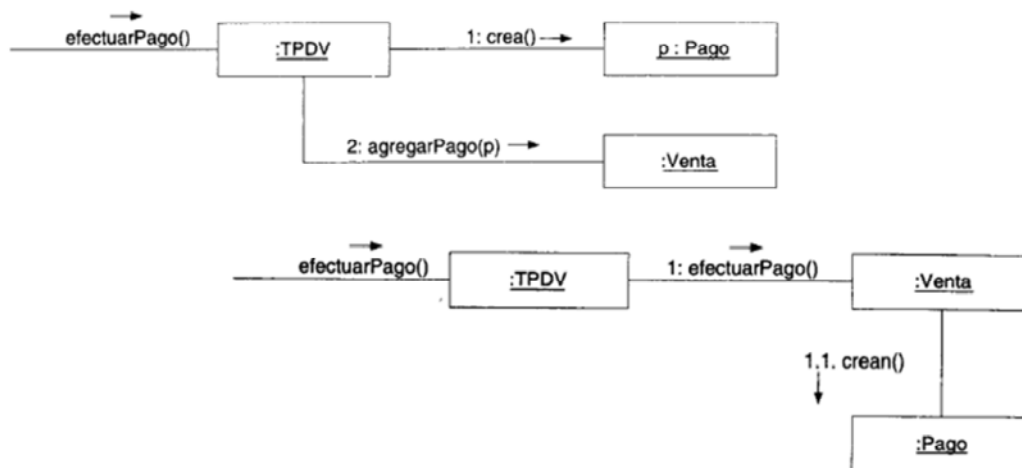 efectuarPago()
:TPDV
1: crea()
p : Pago
2: agregarPago(p)
:Venta
efectuarPago()
:TPDV
1: efectuarPago()
:Venta
1.1. crean()
:Pago